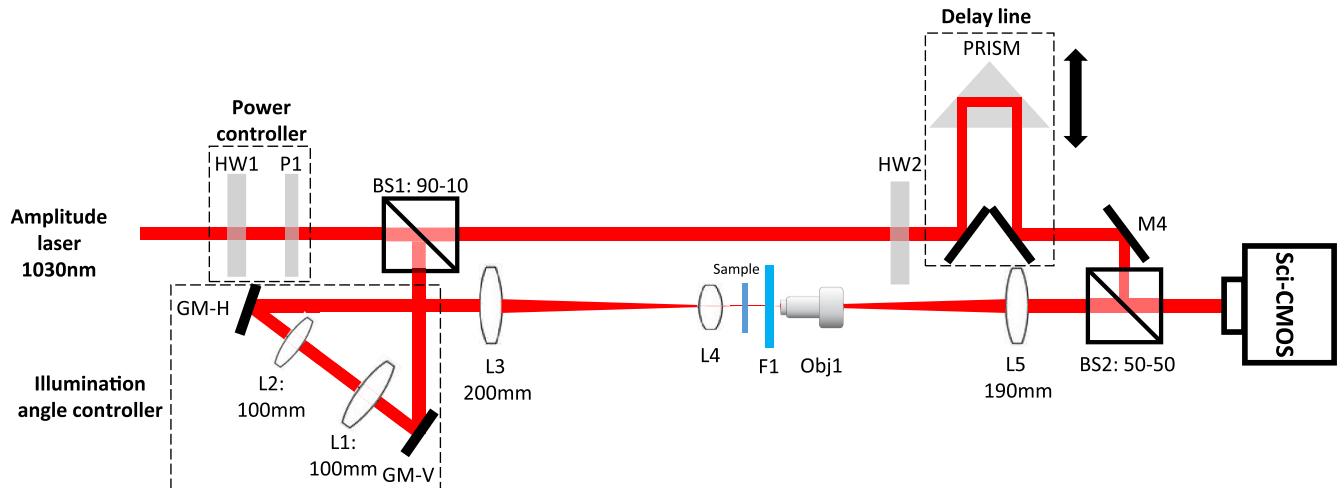 Delay line
PRISM
Power
controller
HW1
P1
BS1: 90-10
HW2
M4
Amplitude
laser
1030nm
Sci-CMOS
GM-H
Sample
L4
F1
Obj1
L3
200mm
L5
190mm
BS2: 50-50
Illumination
angle controller
L2:
100mm
L1:
100mm
GM-V